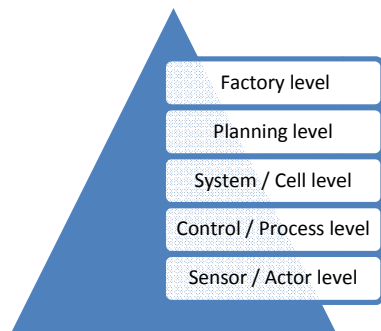 Factory level
Planning level
System / Cell level
Control / Process level
Sensor / Actor level